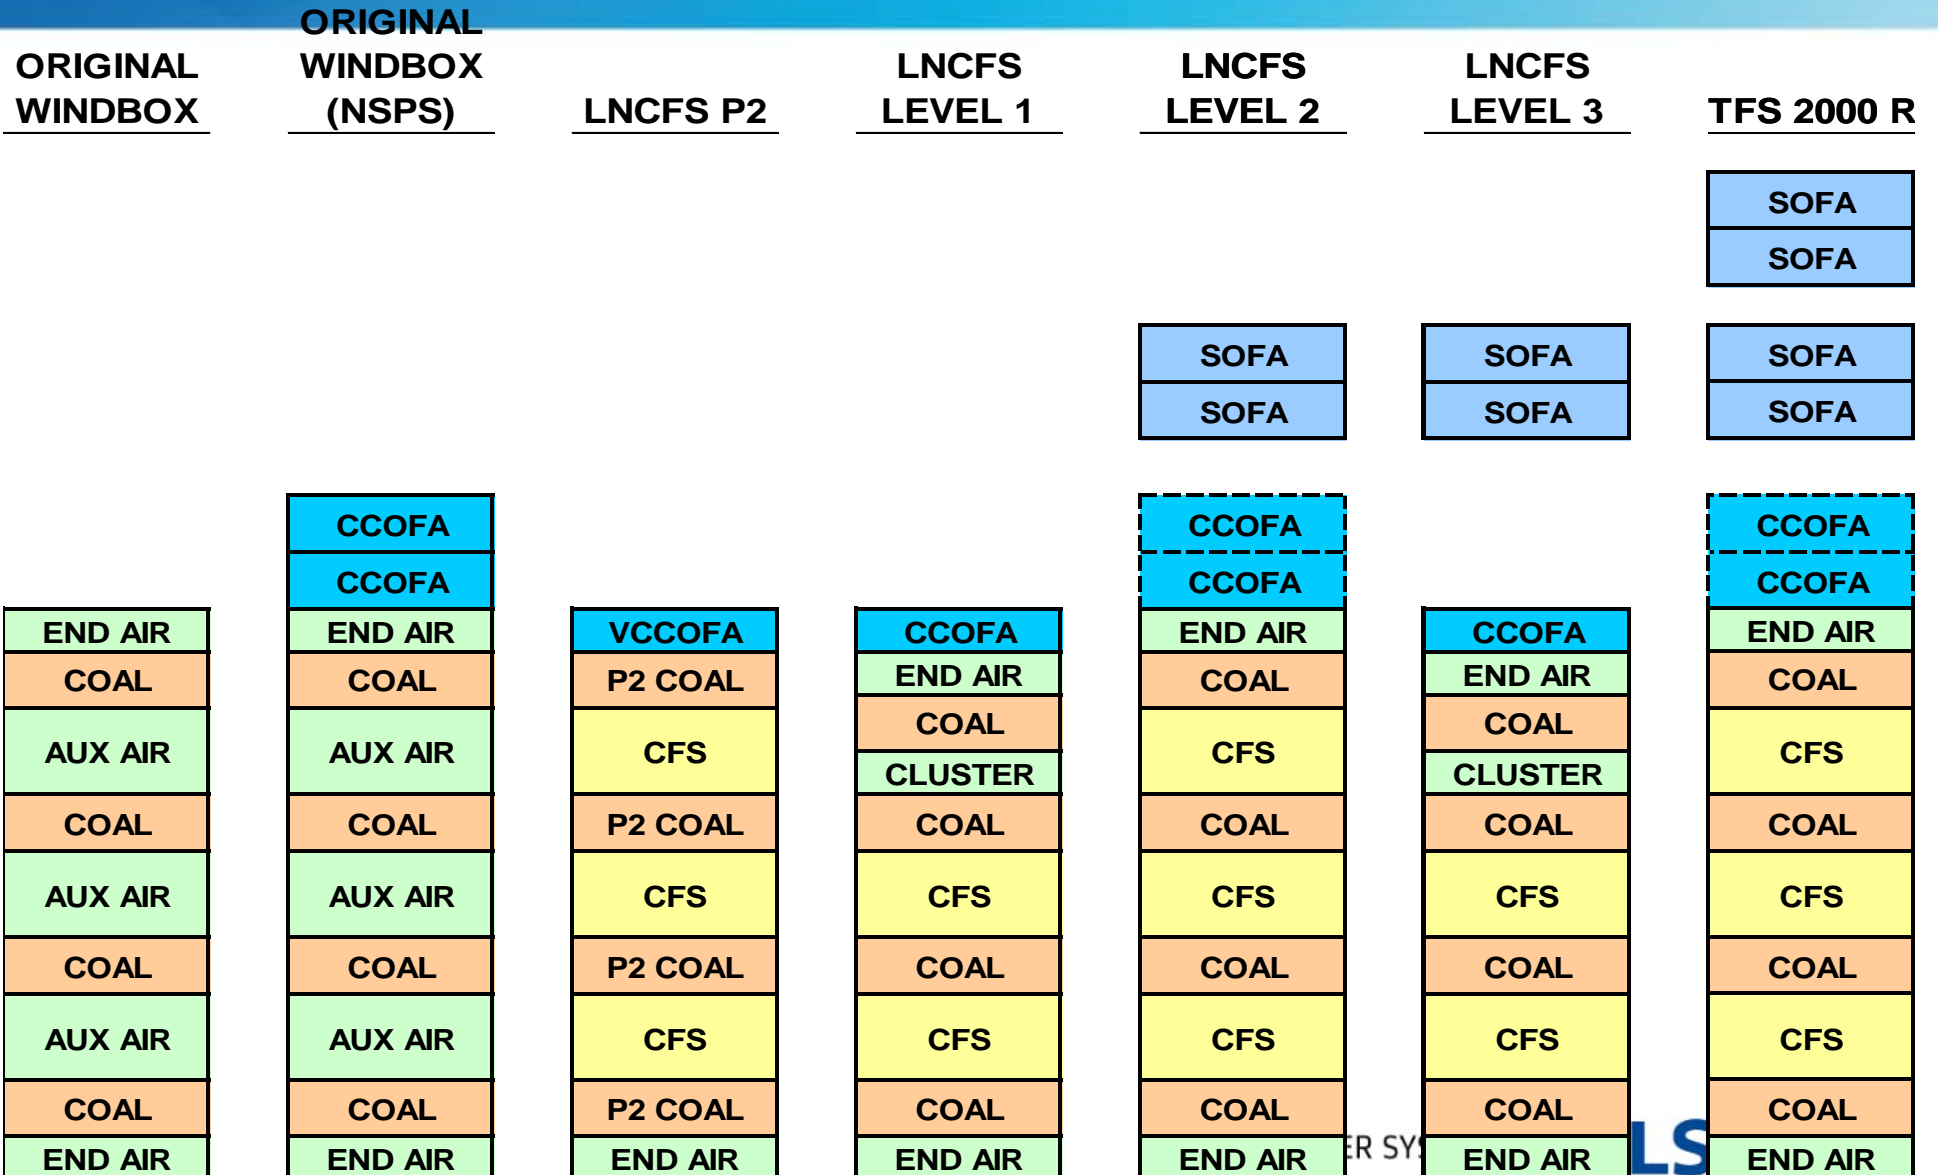 ORIGINAL
WINDBOX
END AIR
COAL
AUX AIR
COAL
AUX AIR
COAL
AUX AIR
COAL
END AIR
ORIGINAL
WINDBOX
(NSPS)
CCOFA
CCOFA
END AIR
COAL
AUX AIR
COAL
AUX AIR
COAL
AUX AIR
COAL
END AIR
LNCFS P2
VCCOFA
P2 COAL
CFS
P2 COAL
CFS
P2 COAL
CFS
P2 COAL
END AIR
LNCFS
LEVEL 1
CCOFA
END AIR
COAL
CLUSTER
COAL
CFS
COAL
CFS
COAL
END AIR
LNCFS
LEVEL 2
SOFA
SOFA
CCOFA
CCOFA
END AIR
COAL
CFS
COAL
CFS
COAL
CFS
COAL
END AIR
LNCFS
LEVEL 3
SOFA
SOFA
CCOFA
END AIR
COAL
CLUSTER
COAL
CFS
COAL
CFS
COAL
END AIR
TFS 2000 R
SOFA
SOFA
SOFA
SOFA
CCOFA
CCOFA
END AIR
COAL
CFS
COAL
CFS
COAL
CFS
COAL
END AIR
ER SY
LS